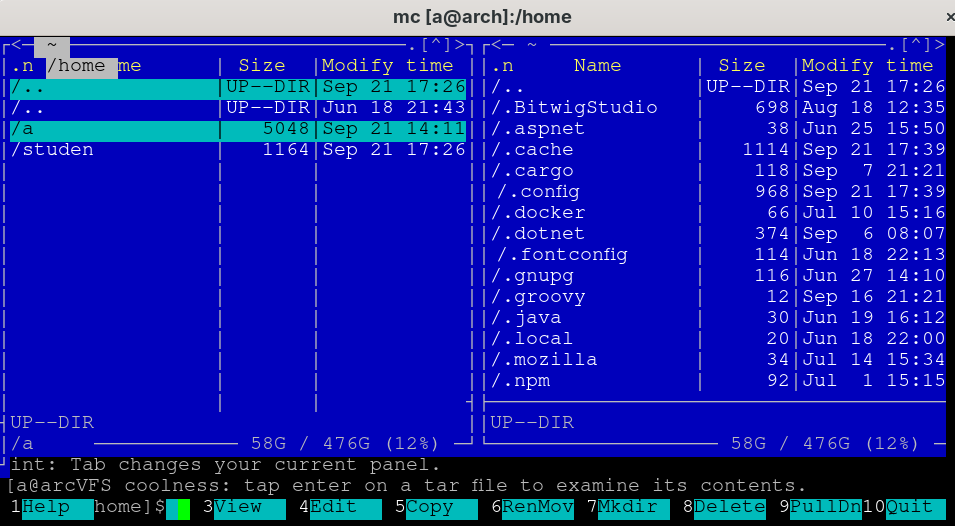 mc [a@arch]:/home ×
<─ ~ .[^]> <─ ~ .[^]>
.n /home me Size Modify time .n Name Size Modify time
/.. UP--DIR Sep 21 17:26 /.. UP--DIR Sep 21 17:26
/.. UP--DIR Jun 18 21:43 /.BitwigStudio 698 Aug 18 12:35
/a 5048 Sep 21 14:11 /.aspnet 38 Jun 25 15:50
/studen 1164 Sep 21 17:26 /.cache 1114 Sep 21 17:39
/.cargo 118 Sep 7 21:21
/.config 968 Sep 21 17:39
/.docker 66 Jul 10 15:16
/.dotnet 374 Sep 6 08:07
/.fontconfig 114 Jun 18 22:13
/.gnupg 116 Jun 27 14:10
/.groovy 12 Sep 16 21:21
/.java 30 Jun 19 16:12
/.local 20 Jun 18 22:00
/.mozilla 34 Jul 14 15:34
/.npm 92 Jul 1 15:15
UP--DIR UP--DIR
/a 58G / 476G (12%) 58G / 476G (12%)
int: Tab changes your current panel.
[a@arcVFS coolness: tap enter on a tar file to examine its contents.
1Help home]$ 3View 4Edit 5Copy 6RenMov 7Mkdir 8Delete 9PullDn10Quit